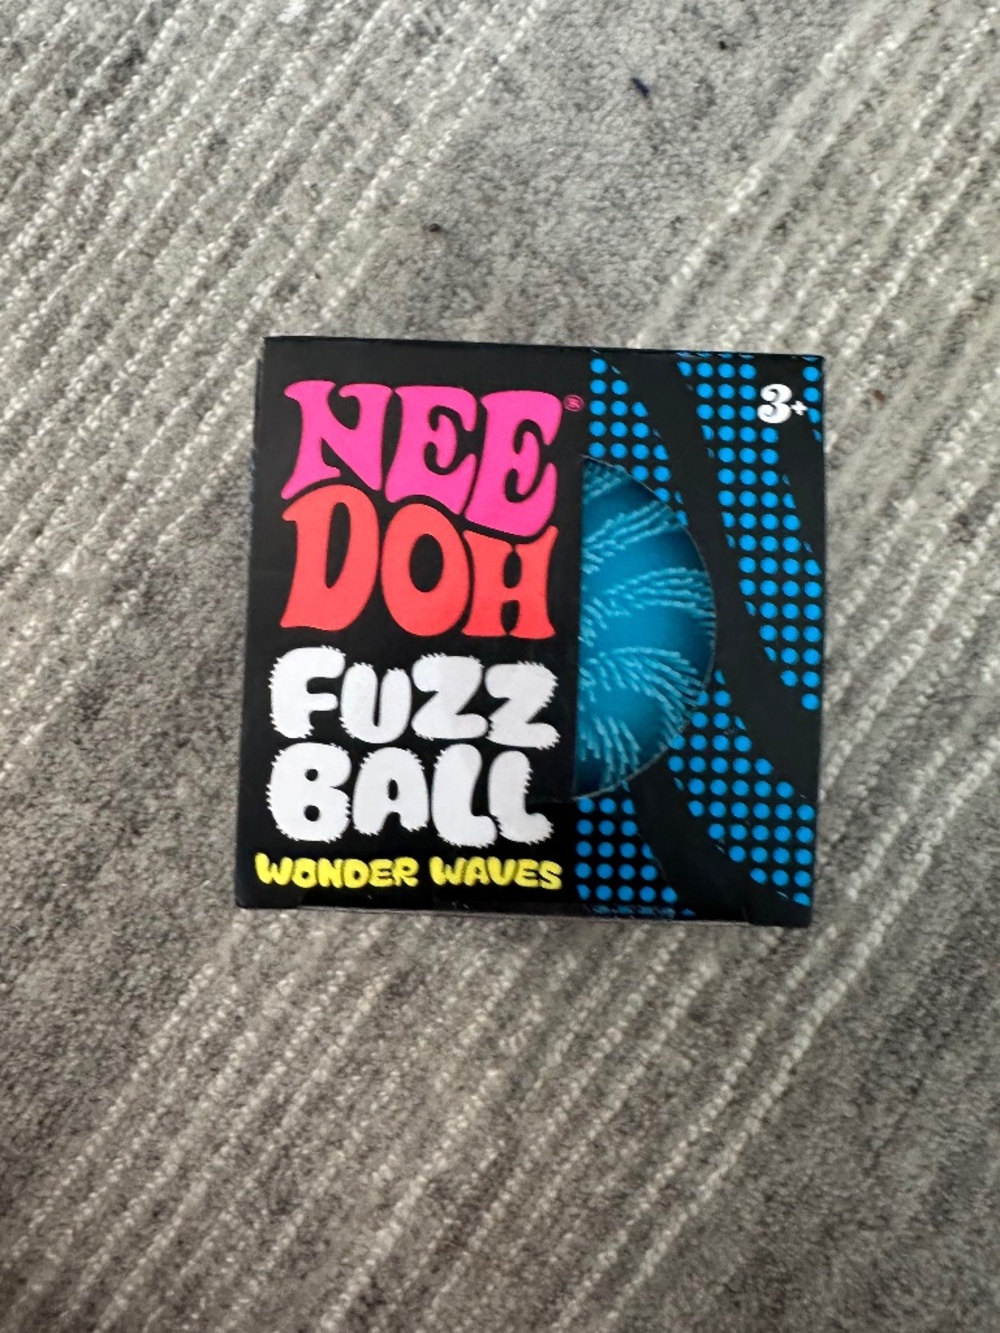 NEE®
DOH
FUZZ
BALL
WONDER WAVES
3+